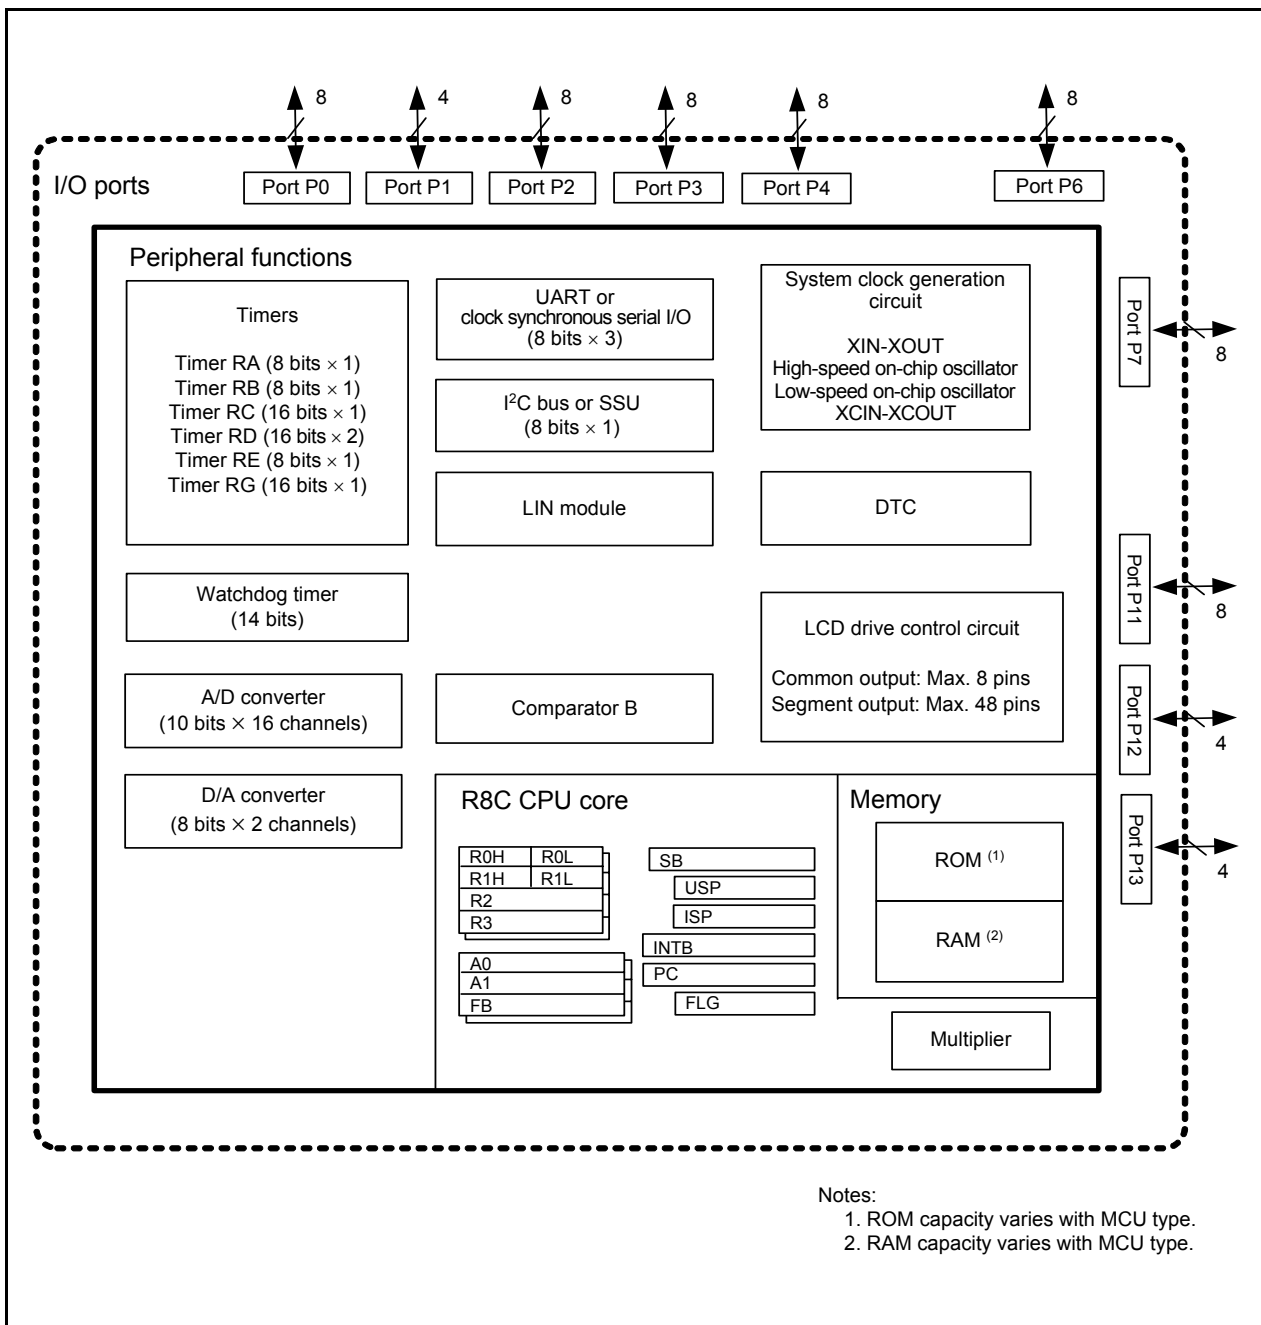 8
4
8
8
8
8
I/O ports
Port P0
Port P1
Port P2
Port P3
Port P4
Port P6
Peripheral functions
Timers
Timer RA (8 bits × 1)
Timer RB (8 bits × 1)
Timer RC (16 bits × 1)
Timer RD (16 bits × 2)
Timer RE (8 bits × 1)
Timer RG (16 bits × 1)
UART or
clock synchronous serial I/O
(8 bits × 3)
I²C bus or SSU
(8 bits × 1)
LIN module
System clock generation
circuit
XIN-XOUT
High-speed on-chip oscillator
Low-speed on-chip oscillator
XCIN-XCOUT
DTC
Port P7
8
Watchdog timer
(14 bits)
LCD drive control circuit
Common output: Max. 8 pins
Segment output: Max. 48 pins
Port P11
8
A/D converter
(10 bits × 16 channels)
Comparator B
Port P12
4
D/A converter
(8 bits × 2 channels)
R8C CPU core
R0H
R0L
R1H
R1L
R2
R3
A0
A1
FB
SB
USP
ISP
INTB
PC
FLG
Memory
ROM (1)
RAM (2)
Multiplier
Port P13
4
Notes:
1. ROM capacity varies with MCU type.
2. RAM capacity varies with MCU type.